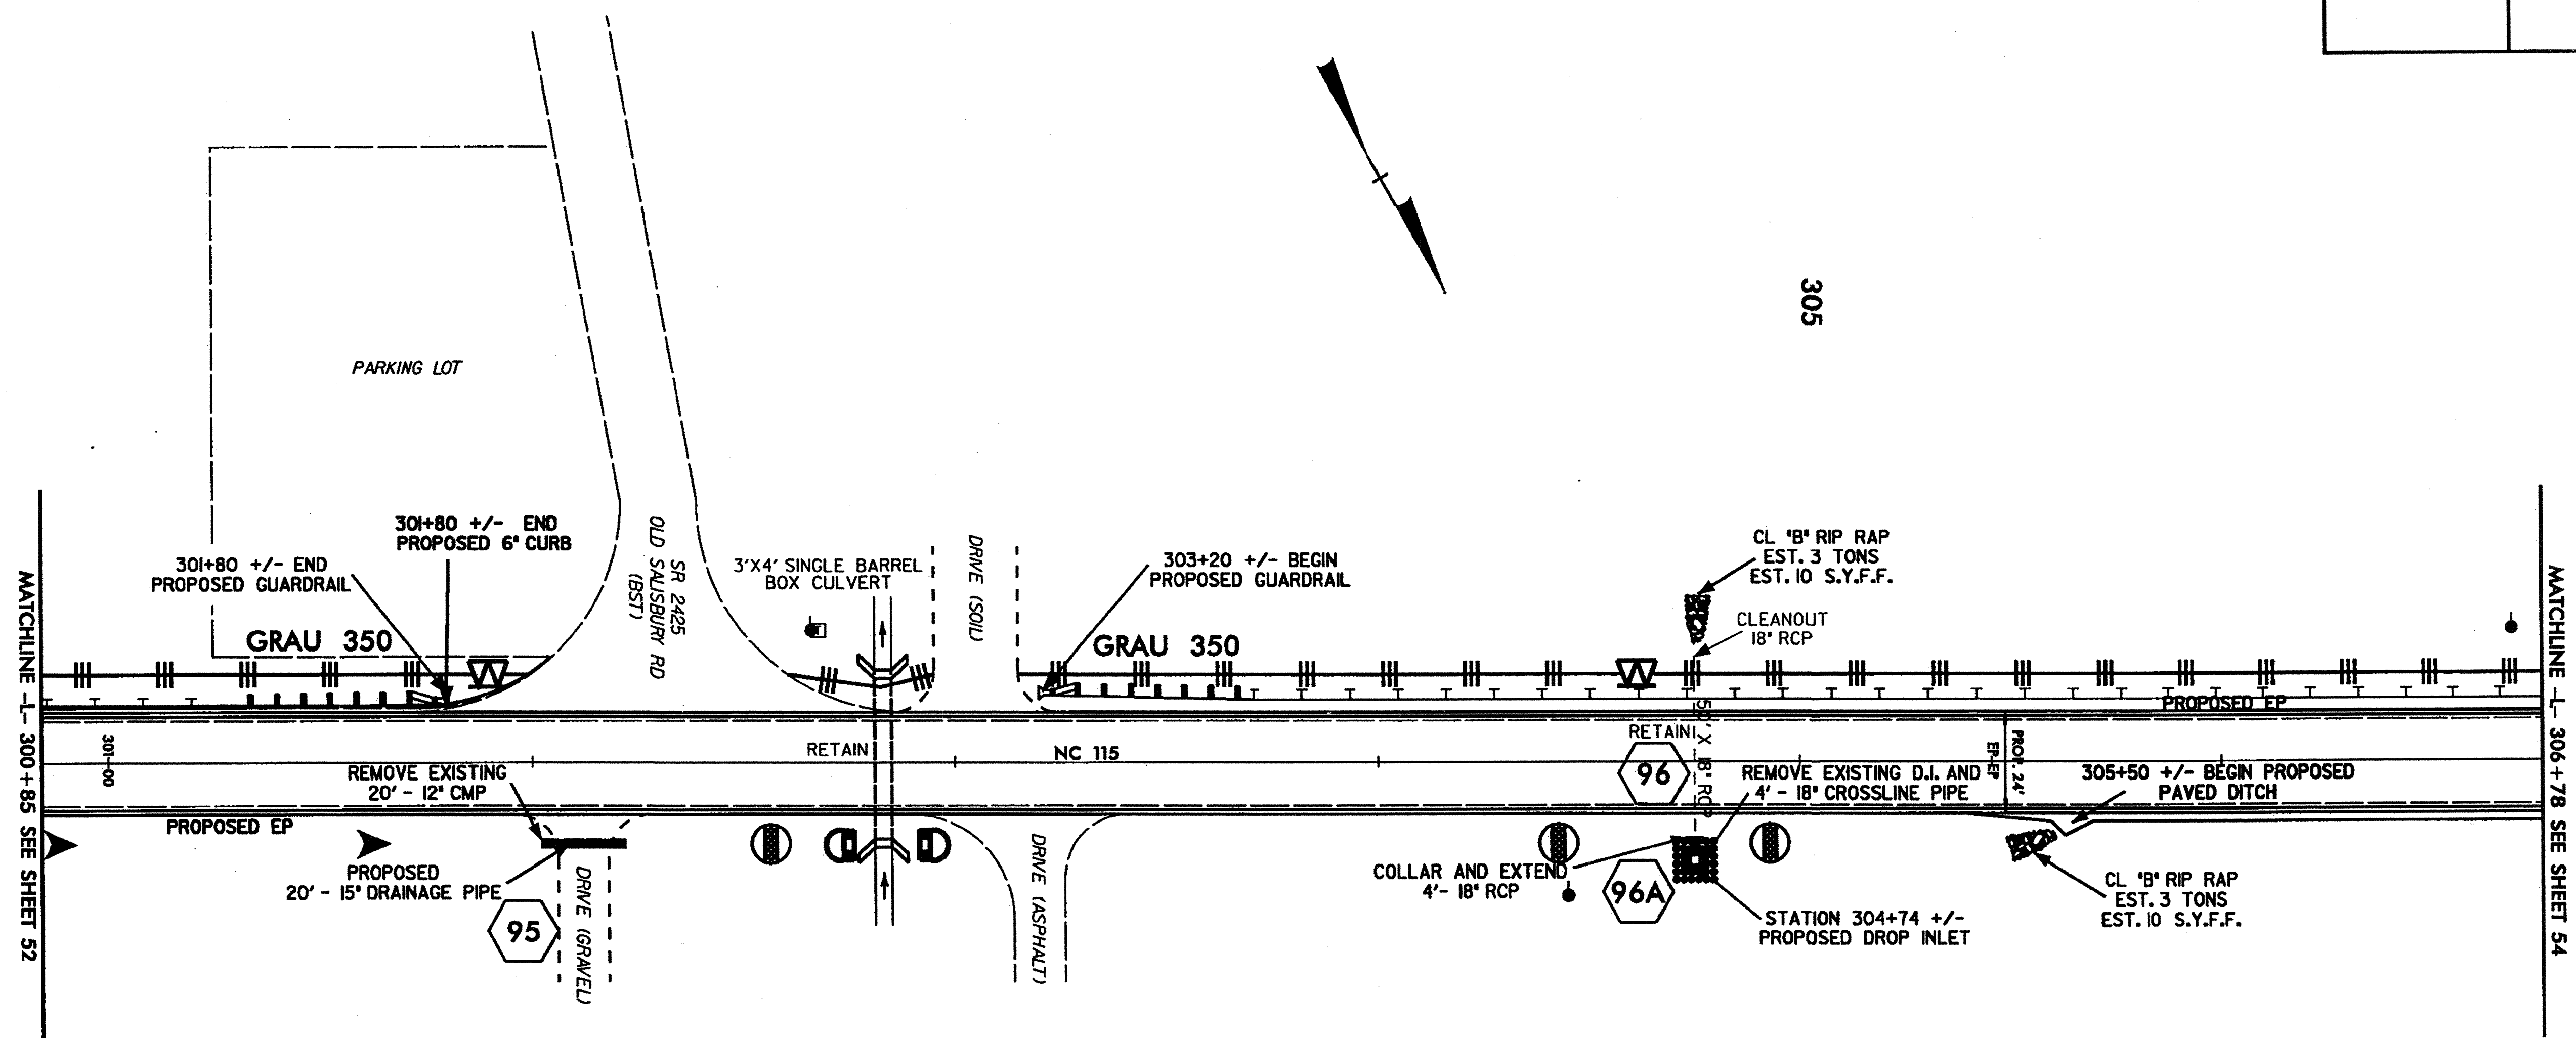 305
PARKING LOT
301+80 +/- END
PROPOSED 6" CURB
301+80 +/- END
PROPOSED GUARDRAIL
GRAU 350
SR 2425
OLD SALISBURY RD
(BST)
3'X4' SINGLE BARREL
BOX CULVERT
DRIVE (SOIL)
303+20 +/- BEGIN
PROPOSED GUARDRAIL
GRAU 350
CL "B" RIP RAP
EST. 3 TONS
EST. 10 S.Y.F.F.
CLEANOUT
18" RCP
MATCHLINE -L- 300+85 SEE SHEET 52
MATCHLINE -L- 306+78 SEE SHEET 54
PROPOSED EP
301+00
RETAIN
NC 115
RETAIN
50' X 18" RCP
96
PROP. 24'
EP-EP
REMOVE EXISTING
20' - 12" CMP
REMOVE EXISTING D.I. AND
4' - 18" CROSSLINE PIPE
305+50 +/- BEGIN PROPOSED
PAVED DITCH
PROPOSED EP
PROPOSED
20' - 15" DRAINAGE PIPE
95
DRIVE (GRAVEL)
DRIVE (ASPHALT)
COLLAR AND EXTEND
4'- 18" RCP
96A
STATION 304+74 +/-
PROPOSED DROP INLET
CL "B" RIP RAP
EST. 3 TONS
EST. 10 S.Y.F.F.